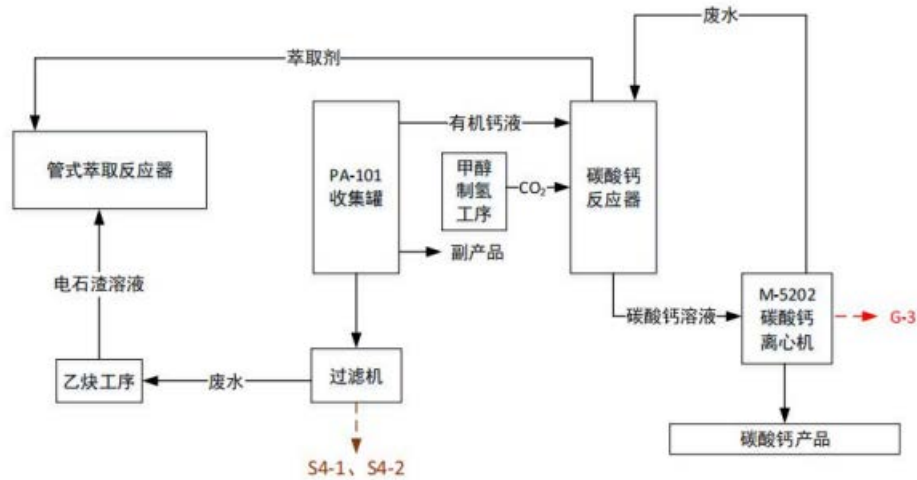 废水
萃取剂
有机钙液
管式萃取反应器
PA-101
收集罐
甲醇
制氢
工序
CO₂
碳酸钙
反应器
副产品
电石渣溶液
碳酸钙溶液
M-5202
碳酸钙
离心机
G-3
乙炔工序
废水
过滤机
碳酸钙产品
S4-1、S4-2